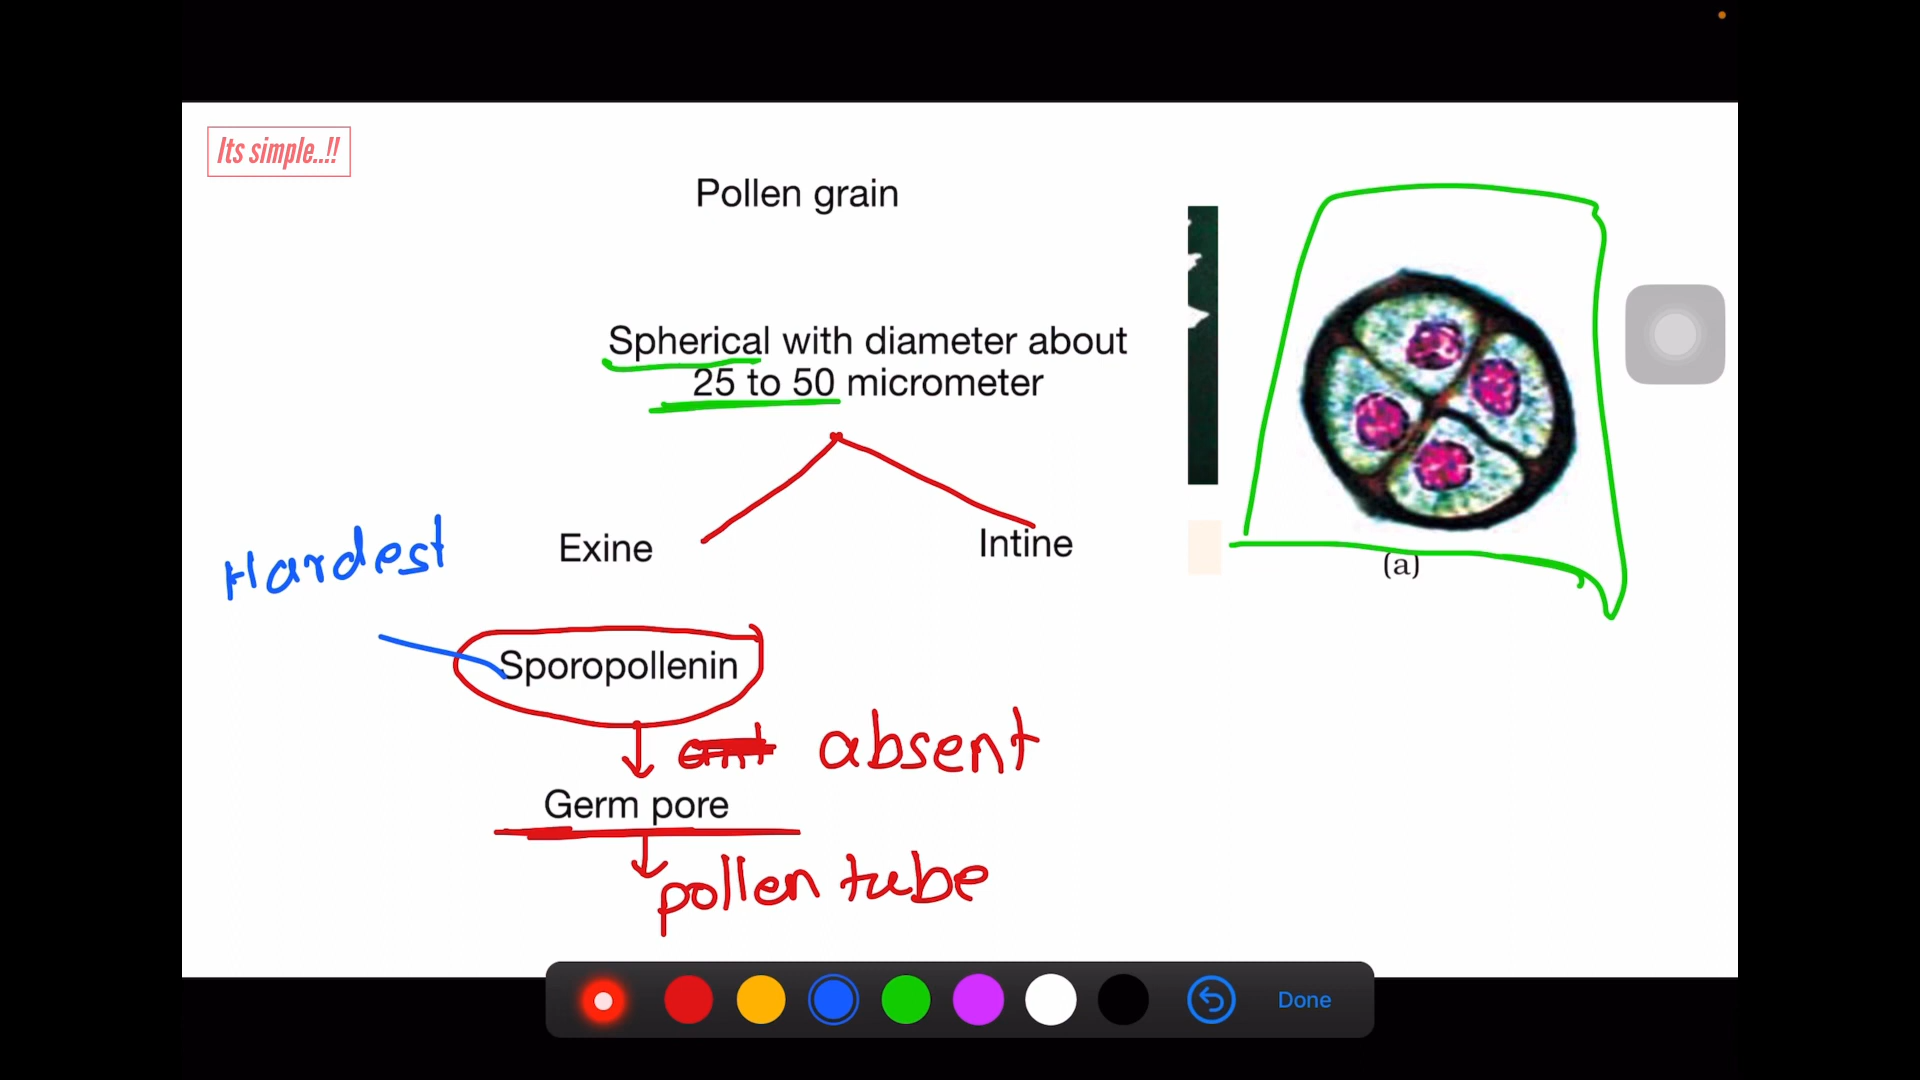 Its simple..!!
Pollen grain
Spherical with diameter about
25 to 50 micrometer
Exine
Intine
(a)
Hardest
Sporopollenin
absent
Germ pore
pollen tube
Done